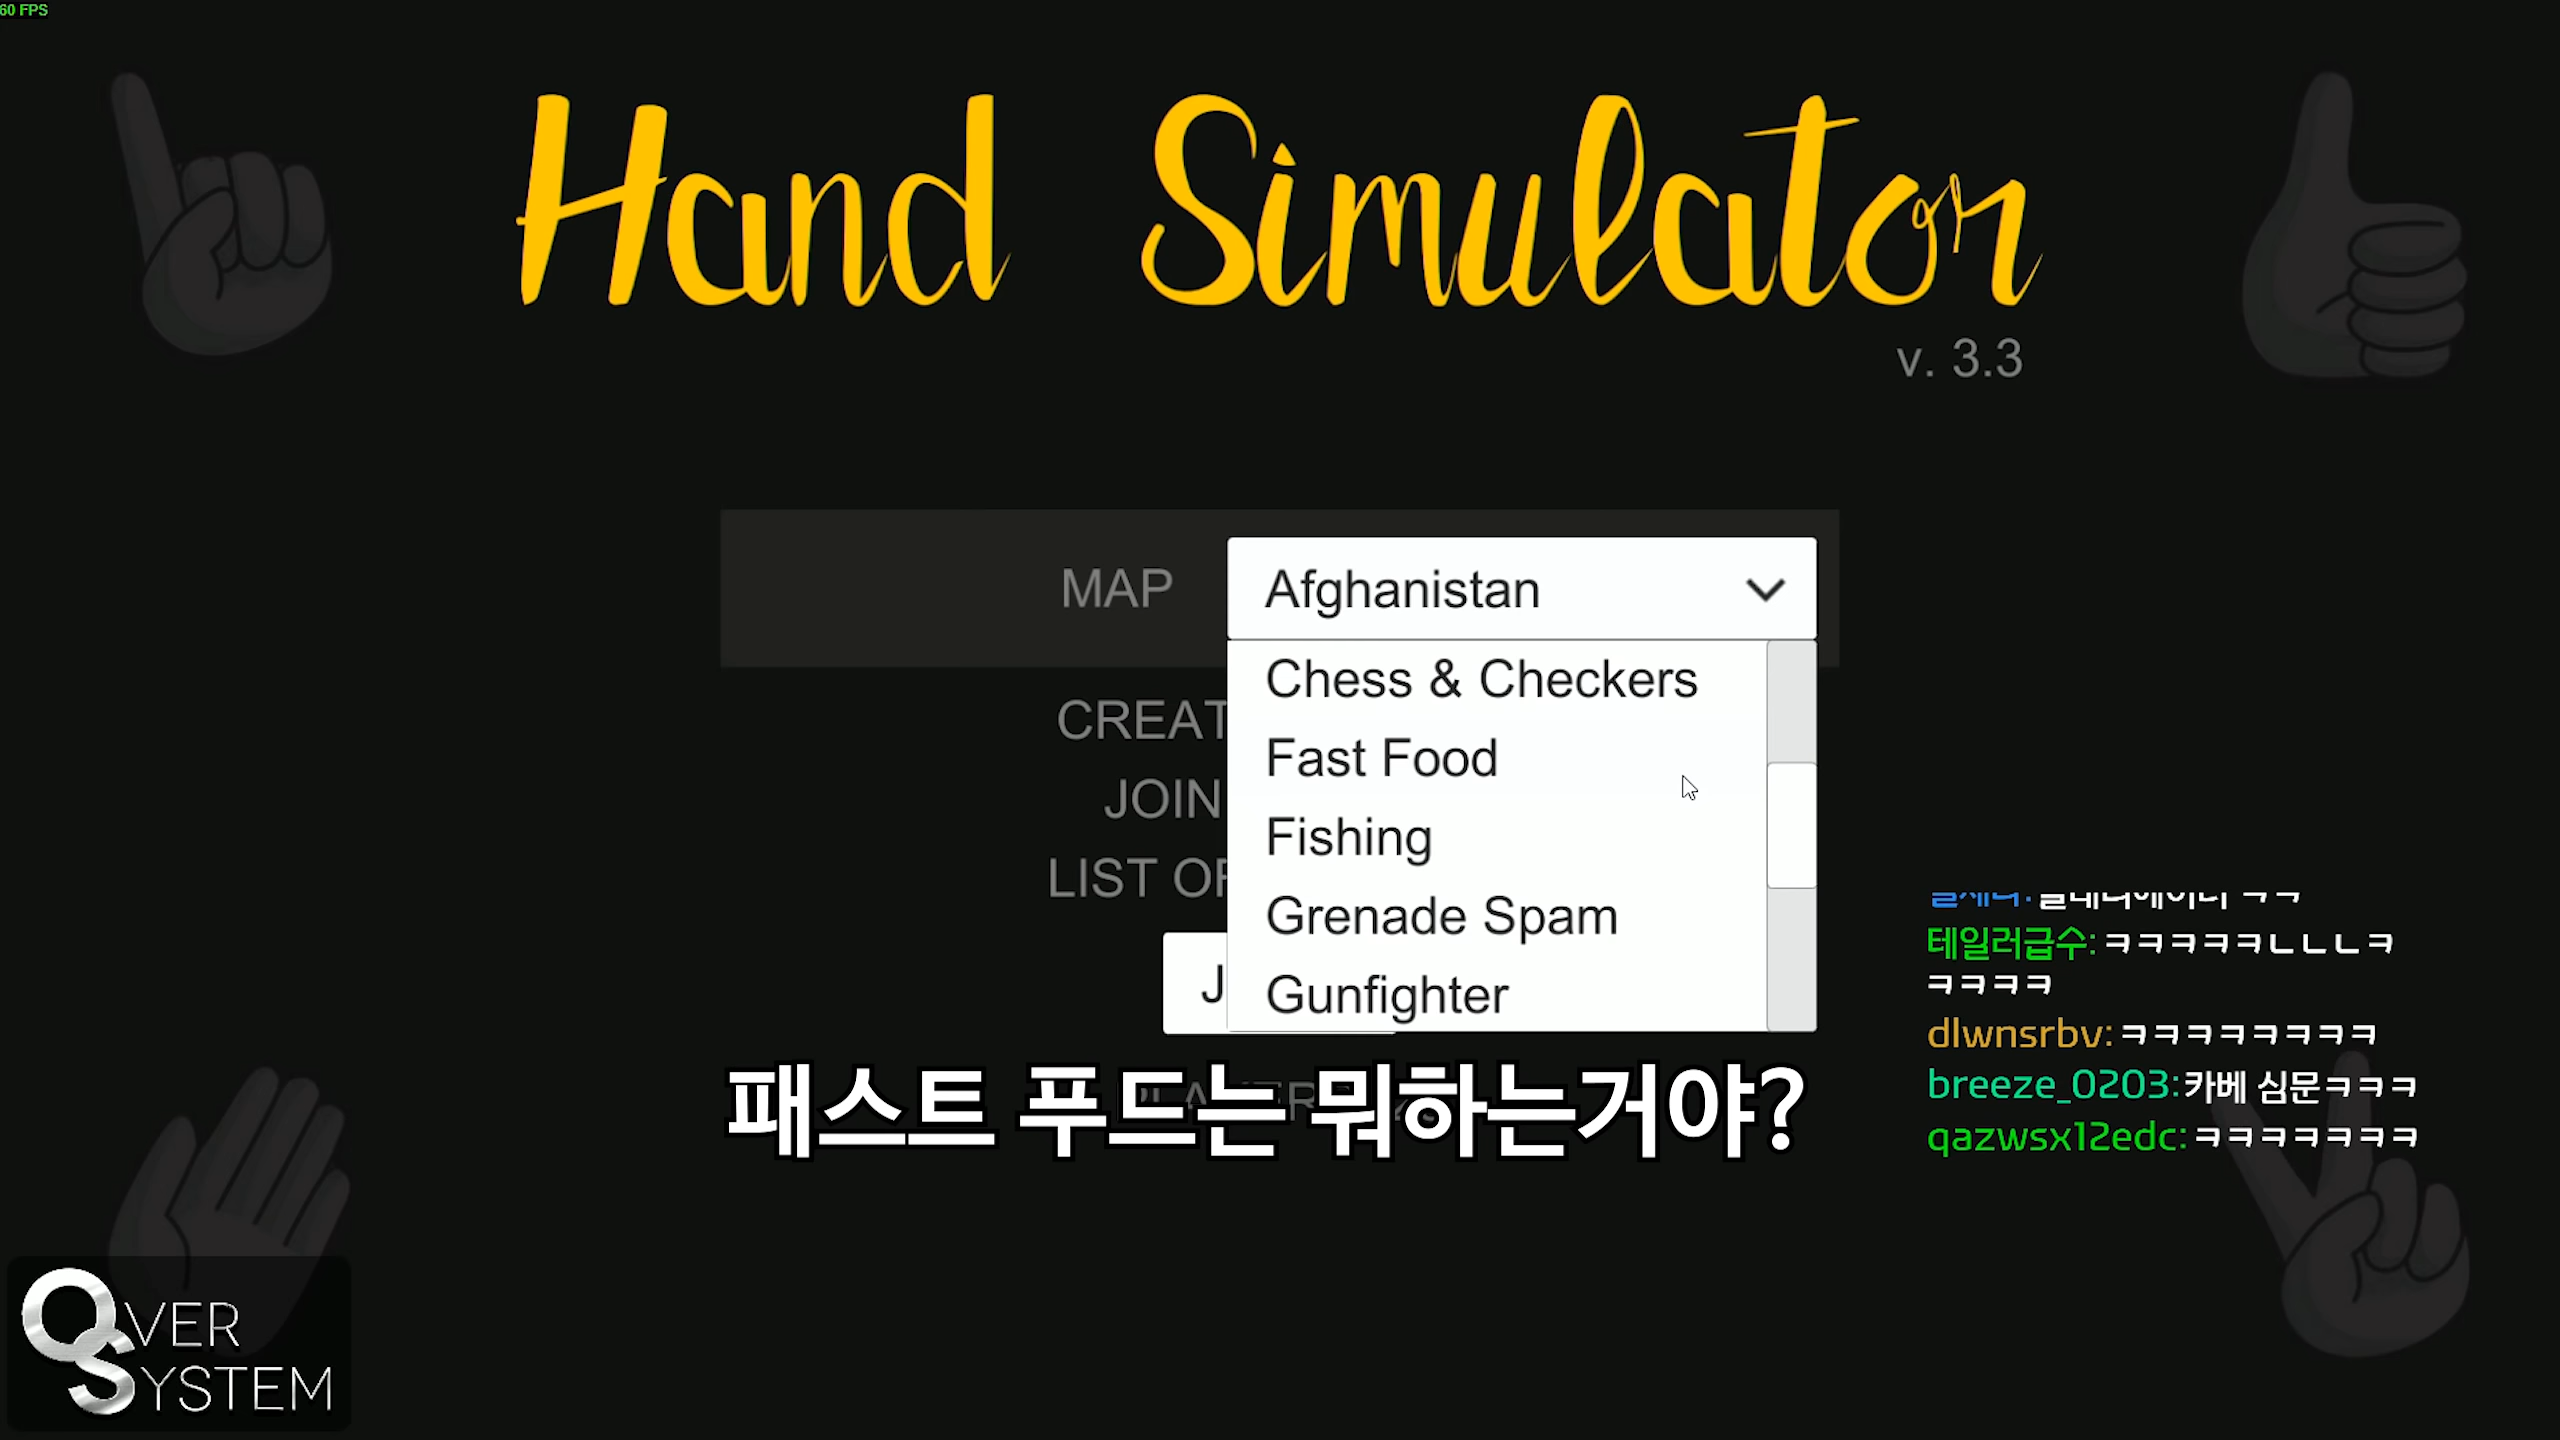 60 FPS
Hand Simulator
v. 3.3
MAP
Afghanistan
Chess & Checkers
CREAT
Fast Food
JOIN
Fishing
LIST OF
Grenade Spam
J
Gunfighter
테일러급수:ㅋㅋㅋㅋㅋㄴㄴㄴㅋ
ㅋㅋㅋㅋ
dlwnsrbv:ㅋㅋㅋㅋㅋㅋㅋㅋ
breeze_0203:카베 심문ㅋㅋㅋ
qazwsx12edc:ㅋㅋㅋㅋㅋㅋㅋ
패스트 푸드는 뭐하는거야?
OVER
SYSTEM